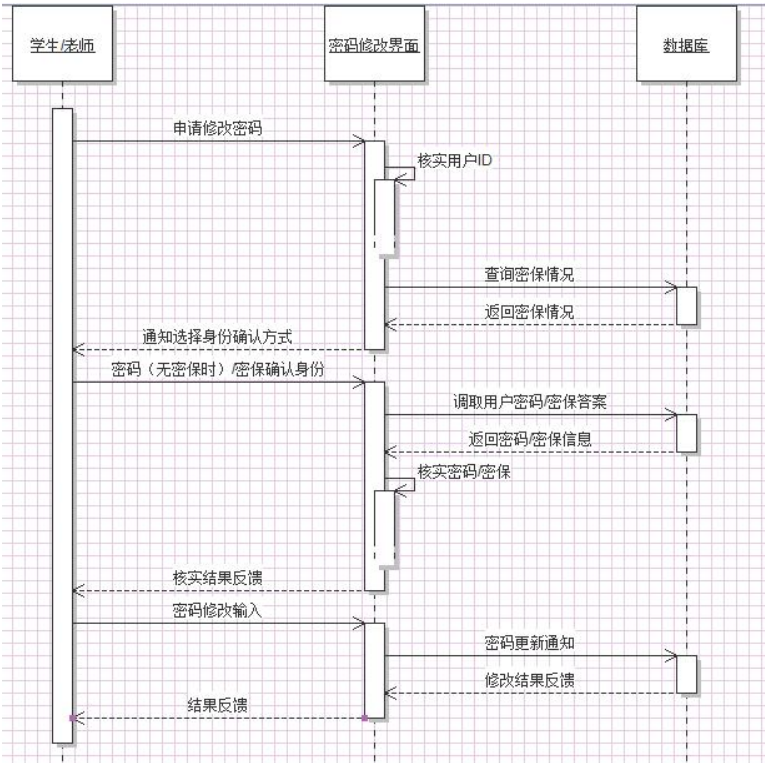 学生/老师
密码修改界面
数据库
申请修改密码
核实用户ID
查询密保情况
返回密保情况
通知选择身份确认方式
密码（无密保时）/密保确认身份
调取用户密码/密保答案
返回密码/密保信息
核实密码/密保
核实结果反馈
密码修改输入
密码更新通知
修改结果反馈
结果反馈